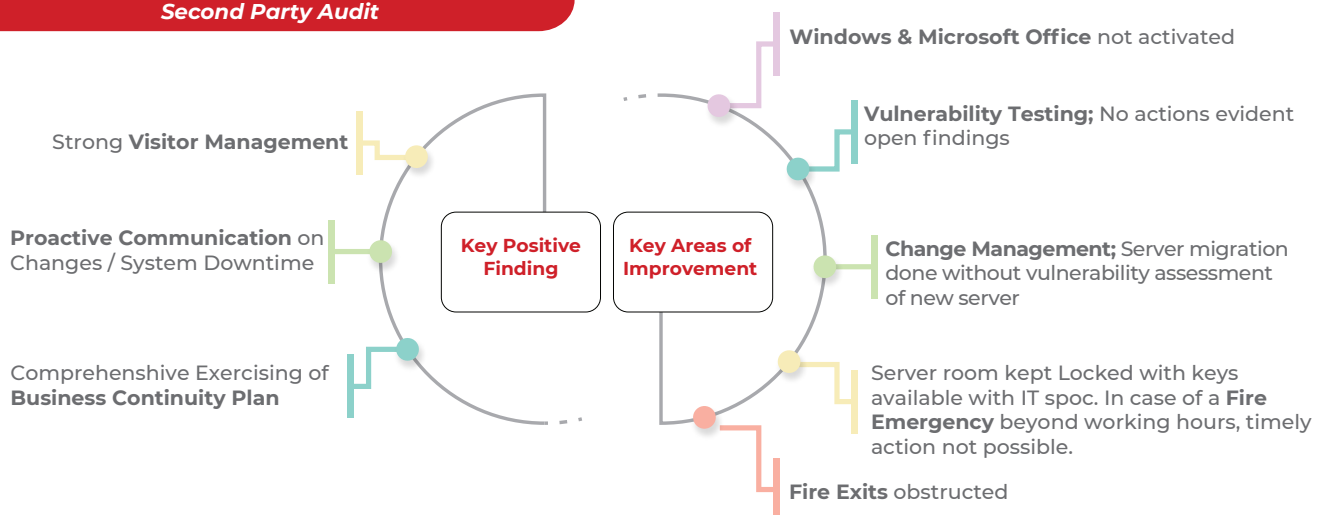 Second Party Audit
Strong Visitor Management
Proactive Communication on
Changes / System Downtime
Comprehenshive Exercising of
Business Continuity Plan
Key Positive
Finding
Key Areas of
Improvement
Windows & Microsoft Office not activated
Vulnerability Testing; No actions evident
open findings
Change Management; Server migration
done without vulnerability assessment
of new server
Server room kept Locked with keys
available with IT spoc. In case of a Fire
Emergency beyond working hours, timely
action not possible.
Fire Exits obstructed